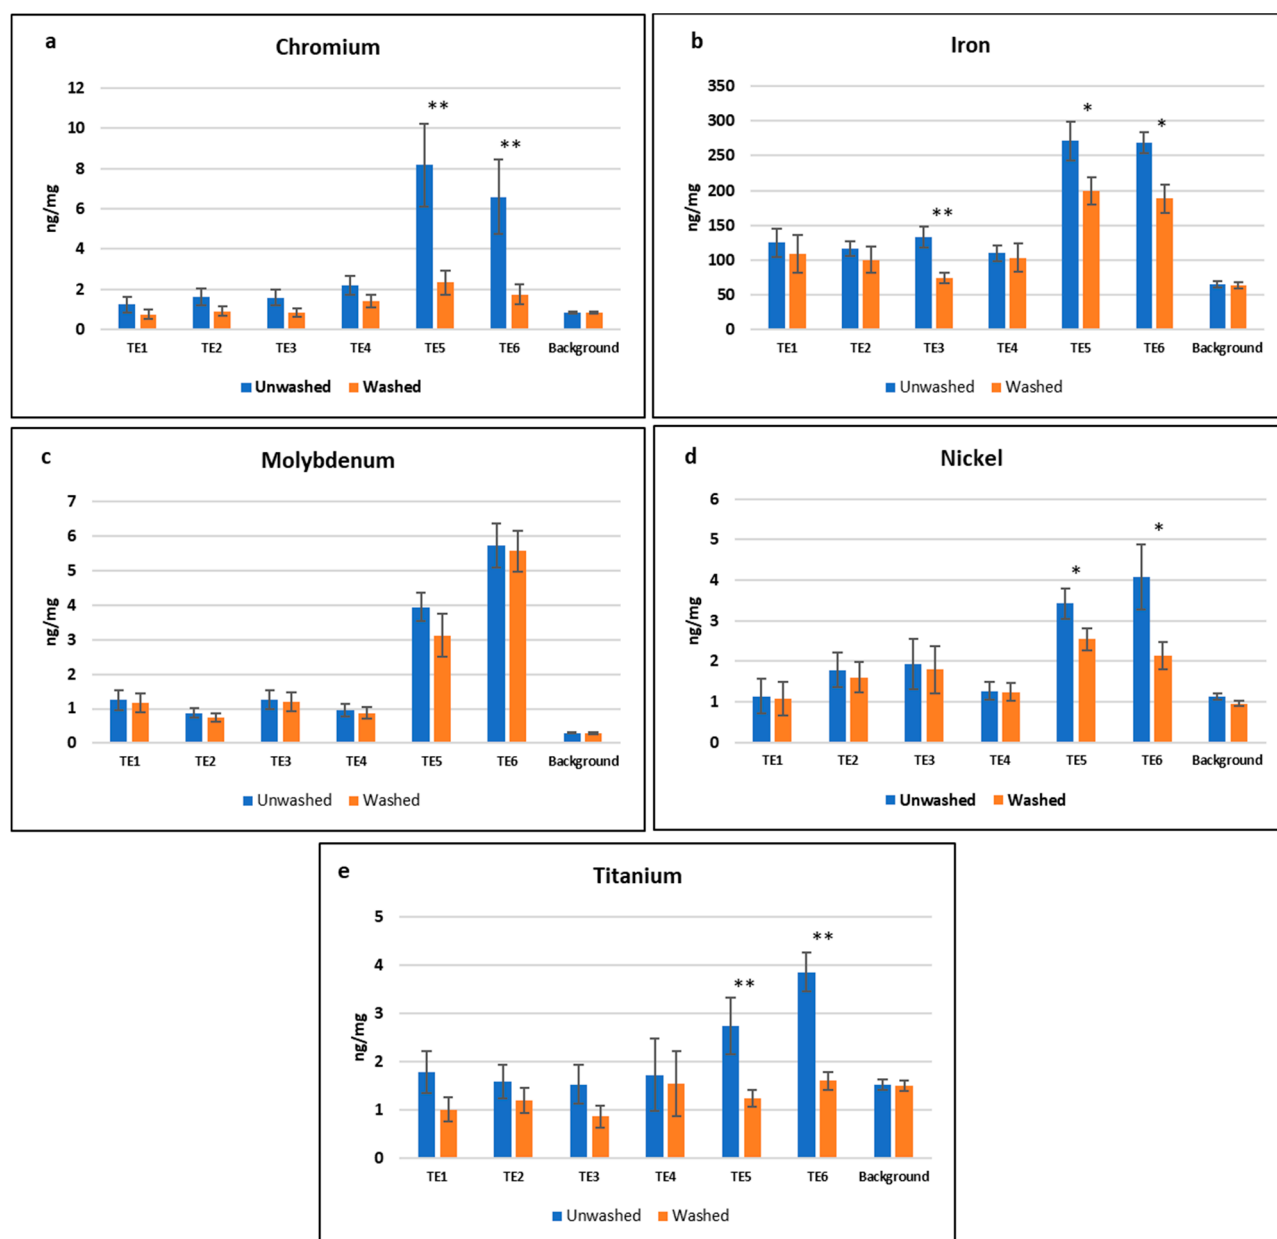 a
Chromium
12
10
8
6
4
2
0
ng/mg
**
**
TE1 TE2 TE3 TE4 TE5 TE6 Background
Unwashed Washed
b
Iron
350
300
250
200
150
100
50
0
ng/mg
**
*
*
TE1 TE2 TE3 TE4 TE5 TE6 Background
Unwashed Washed
c
Molybdenum
7
6
5
4
3
2
1
0
ng/mg
TE1 TE2 TE3 TE4 TE5 TE6 Background
Unwashed Washed
d
Nickel
6
5
4
3
2
1
0
ng/mg
*
*
TE1 TE2 TE3 TE4 TE5 TE6 Background
Unwashed Washed
e
Titanium
5
4
3
2
1
0
ng/mg
**
**
TE1 TE2 TE3 TE4 TE5 TE6 Background
Unwashed Washed